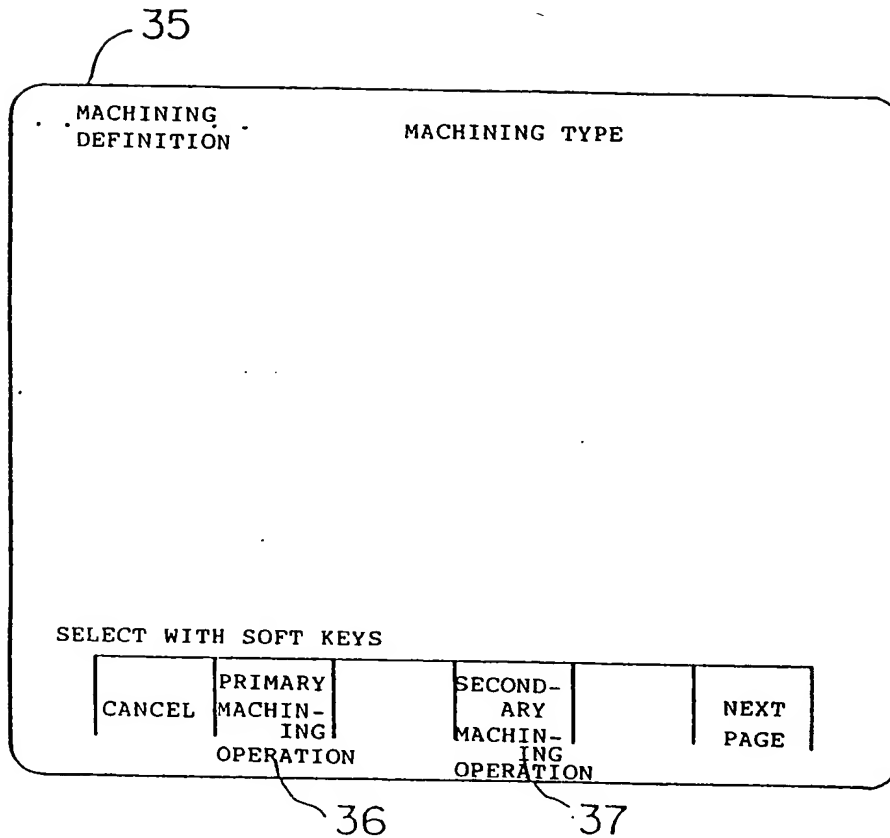 35
MACHINING
DEFINITION
MACHINING TYPE
SELECT WITH SOFT KEYS
CANCEL
PRIMARY
MACHIN-
ING
OPERATION
SECOND-
ARY
MACHIN-
ING
OPERATION
NEXT
PAGE
36
37